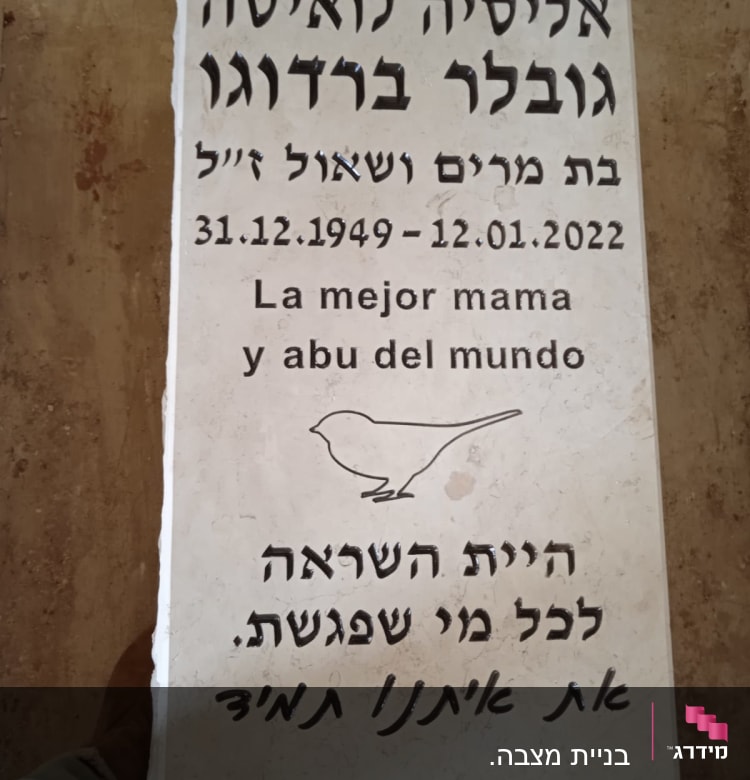 אליסיה לואיסה
גובלר ברדוגו
בת מרים ושאול ז״ל
31.12.1949 - 12.01.2022
La mejor mama
y abu del mundo
היית השראה
לכל מי שפגשת.
את איתנו תמיד
בניית מצבה.
מידרג™